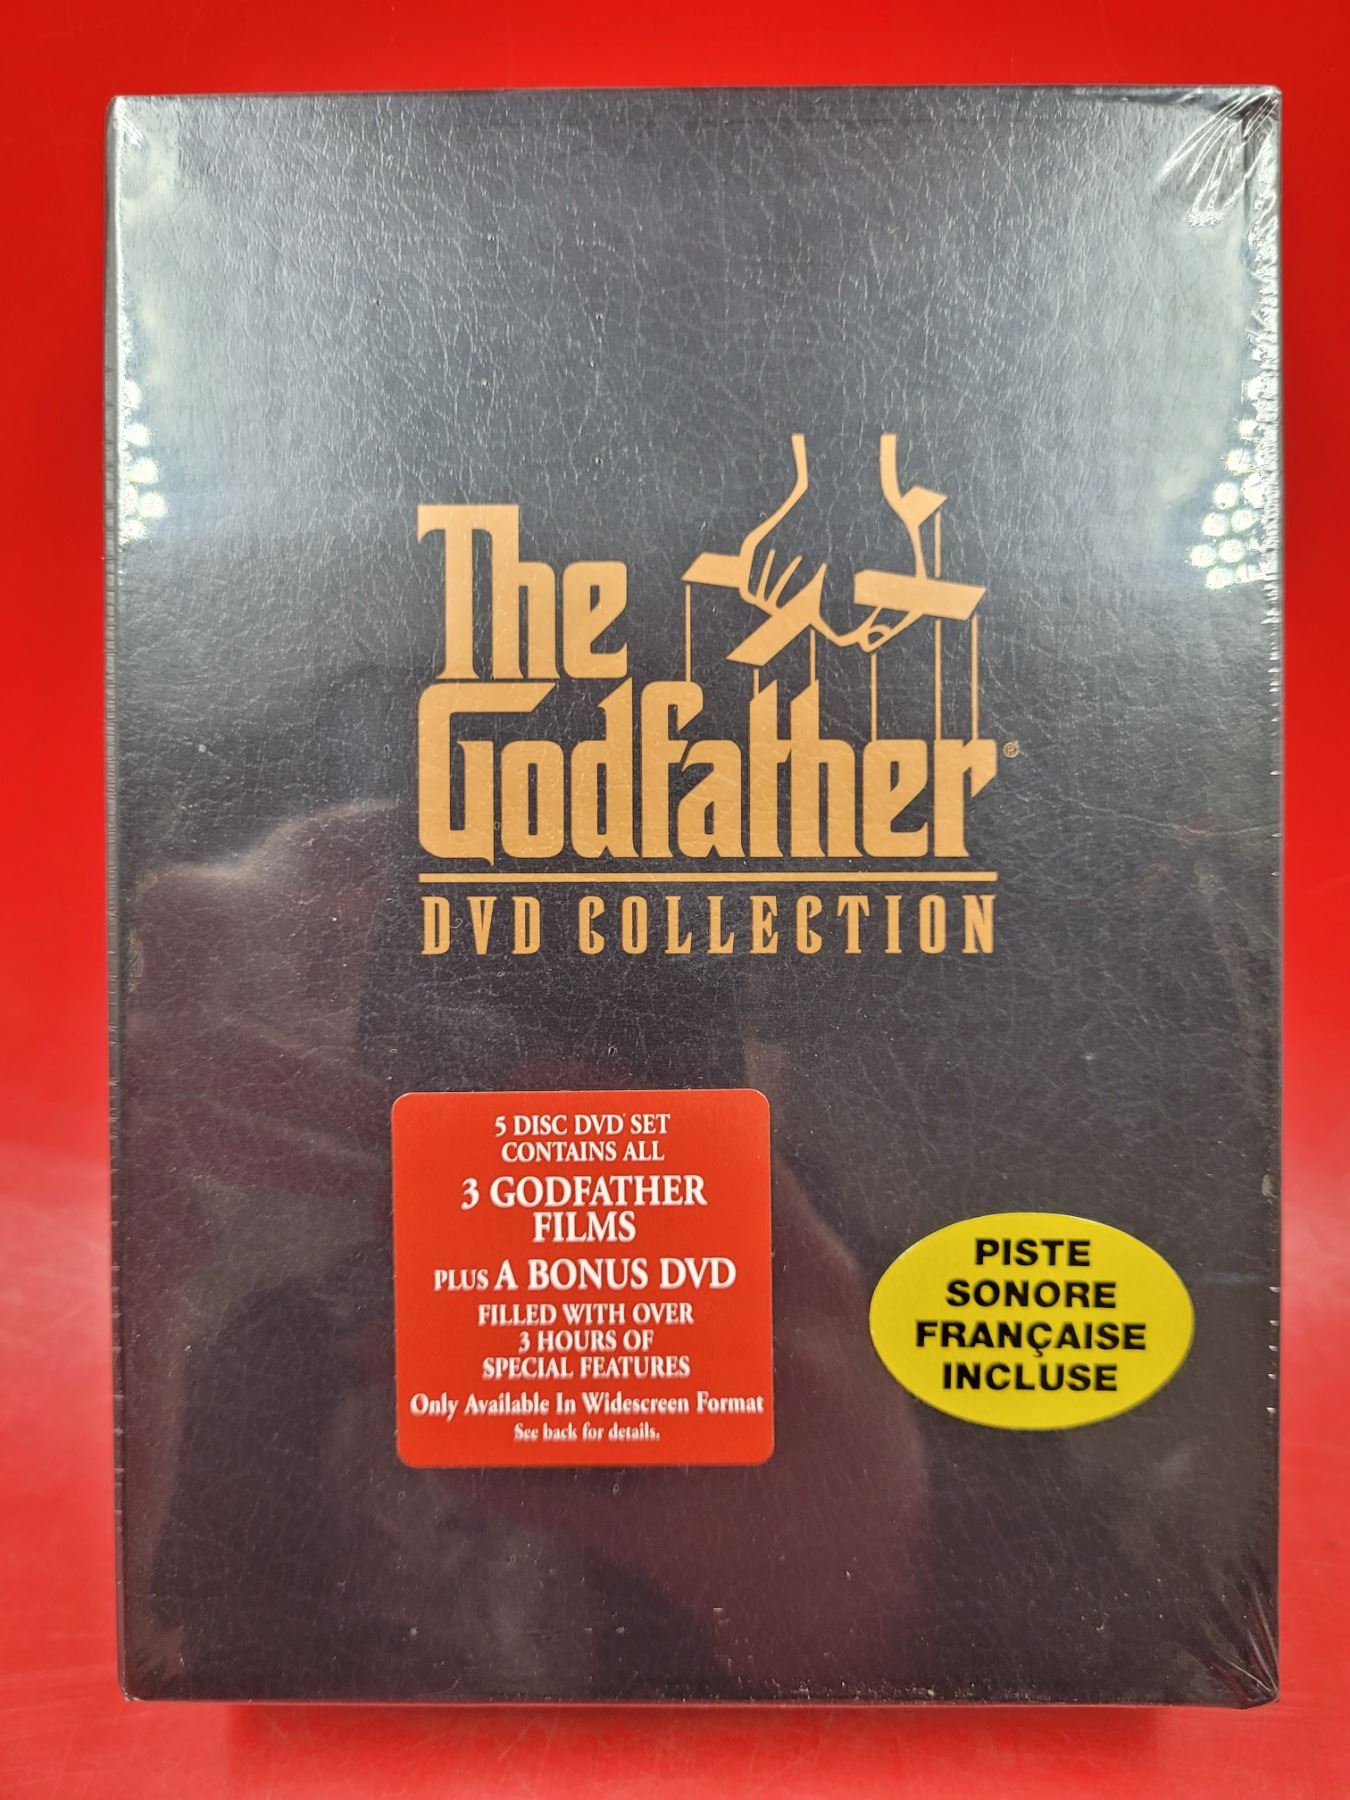 The
Godfather®
DVD COLLECTION
5 DISC DVD SET
CONTAINS ALL
3 GODFATHER
FILMS
PLUS A BONUS DVD
FILLED WITH OVER
3 HOURS OF
SPECIAL FEATURES
Only Available In Widescreen Format
See back for details.
PISTE
SONORE
FRANÇAISE
INCLUSE